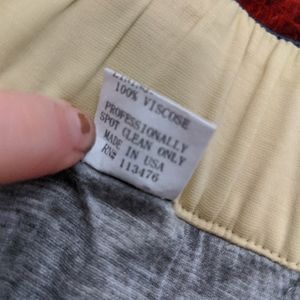 100% VISCOSE
PROFESSIONALLY
SPOT CLEAN ONLY
MADE IN USA
RN# 113476